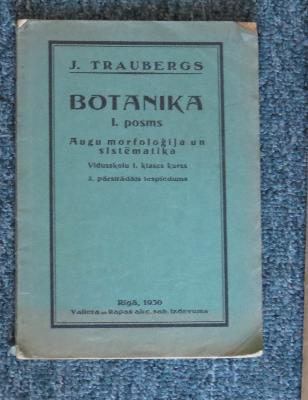 J. TRAUBERGS
BOTANIKA
I. posms
Augu morfoloģija un
sistēmatika
Vidusskolu 1. klases kurss
3. pārstrādāts iespiedums
Rīgā, 1930
Valtera un Rapas akc. sab. izdevums